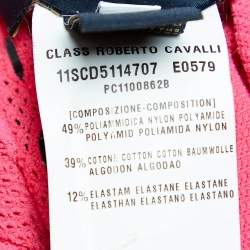 CLASS ROBERTO CAVALLI
11SCD5114707 E0579
PC1100862B
[COMPOSIZIONE-COMPOSITION]
49% POLIAMMIDICA NYLON POLYAMIDE
POLYAMID POLIAMIDA NYLON
39% COTONE COTTON COTON BAUMWOLLE
ALGODON ALGODAO
12% ELASTAM ELASTANE ELASTANE
ELASTHAN ELASTANO ELASTANO